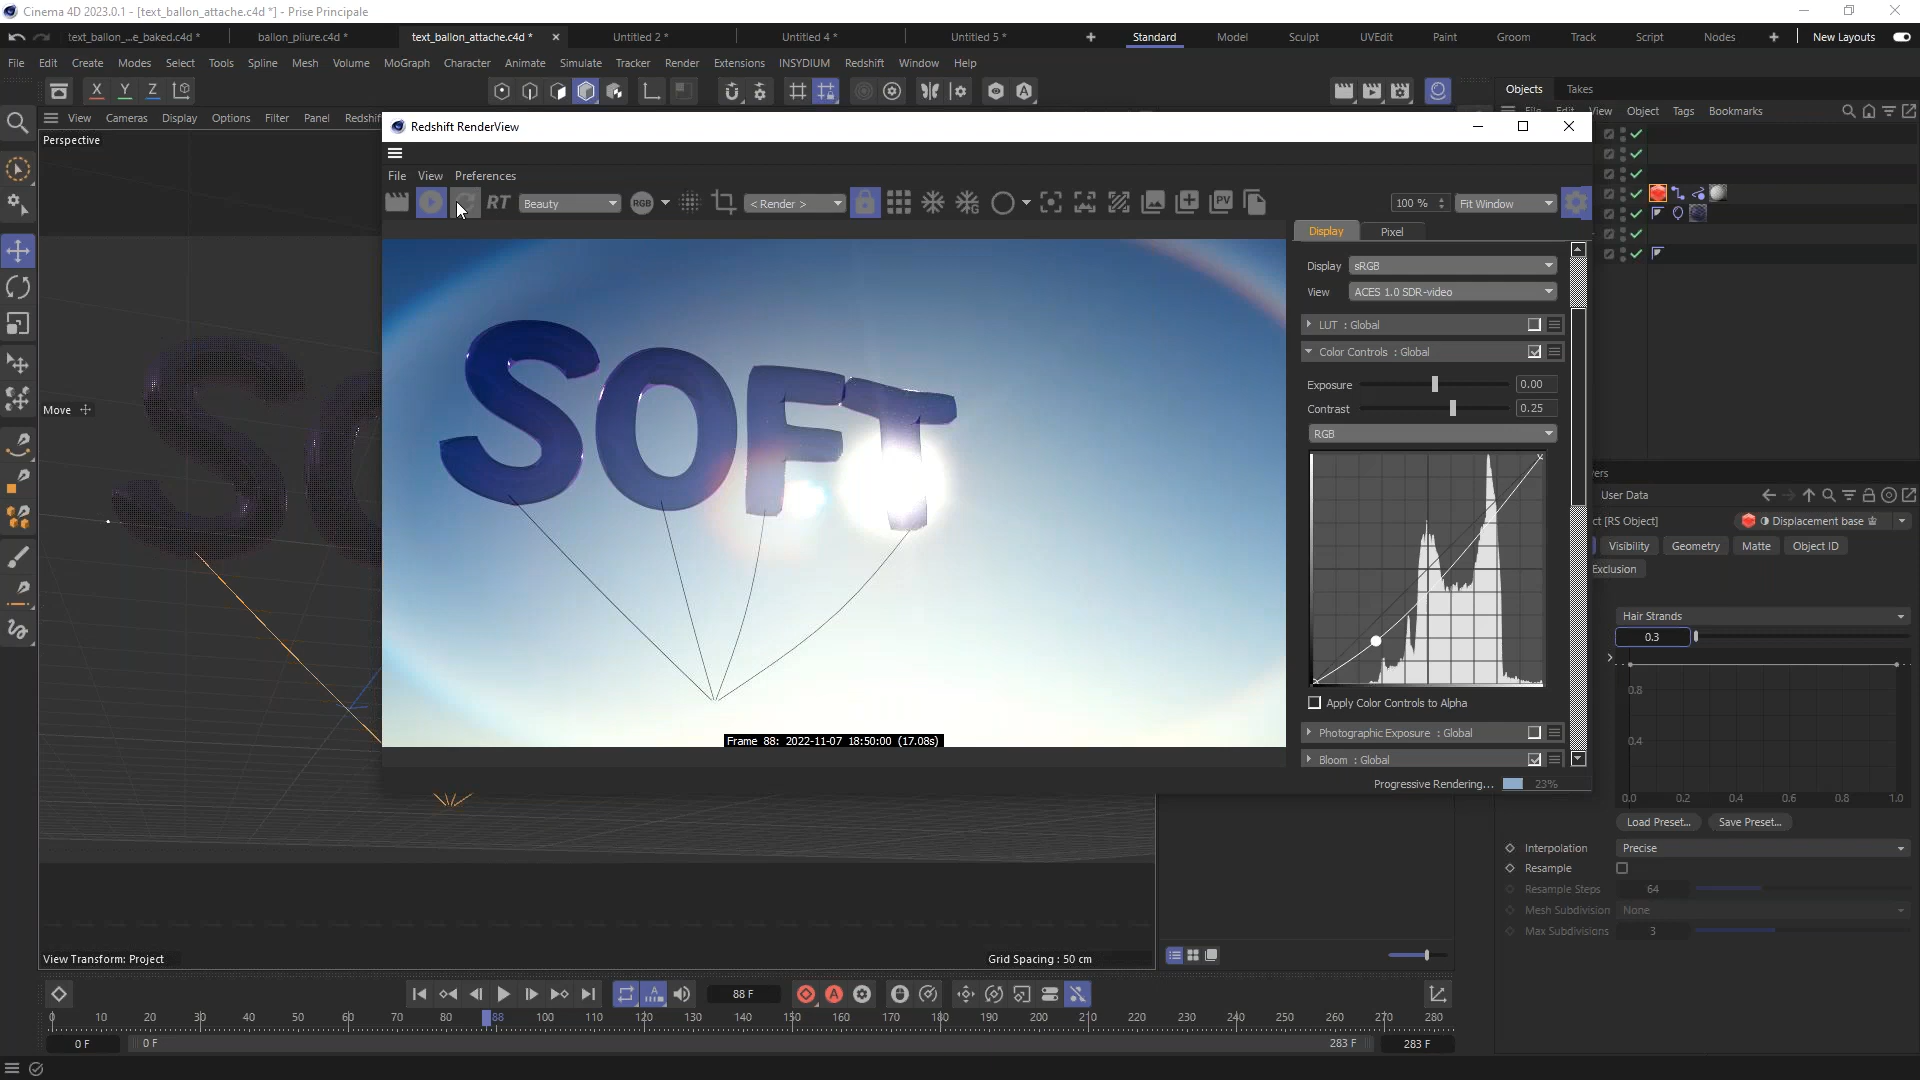 Cinema 4D 2023.0.1 - [text_ballon_attache.c4d *] - Prise Principale
text_ballon_...e_baked.c4d *
ballon_pliure.c4d *
text_ballon_attache.c4d *
Untitled 2 *
Untitled 4 *
Untitled 5 *
Standard
Model
Sculpt
UVEdit
Paint
Groom
Track
Script
Nodes
New Layouts
File Edit Create Modes Select Tools Spline Mesh Volume MoGraph Character Animate Simulate Tracker Render Extensions INSYDIUM Redshift Window Help
X Y Z
Objects Takes
File Edit View Object Tags Bookmarks
View Cameras Display Options Filter Panel Redshif
Perspective
Redshift RenderView
File View Preferences
RT Beauty RGB < Render > PV 100 % Fit Window
Display Pixel
Display sRGB
View ACES 1.0 SDR-video
LUT : Global
Color Controls : Global
Exposure 0.00
Contrast 0.25
RGB
Apply Color Controls to Alpha
Photographic Exposure : Global
Bloom : Global
Progressive Rendering... 23%
SOFT
Frame 88: 2022-11-07 18:50:00 (17.08s)
Move
SO
View Transform: Project
Grid Spacing : 50 cm
ers
User Data
ct [RS Object]
Displacement base
Visibility Geometry Matte Object ID
Exclusion
Hair Strands
0.3
0.8
0.4
0.0 0.2 0.4 0.6 0.8 1.0
Load Preset... Save Preset...
Interpolation Precise
Resample
Resample Steps 64
Mesh Subdivision None
Max Subdivisions 3
88 F
0 10 20 30 40 50 60 70 80 88 100 110 120 130 140 150 160 170 180 190 200 210 220 230 240 250 260 270 280
0 F
0 F
283 F
283 F